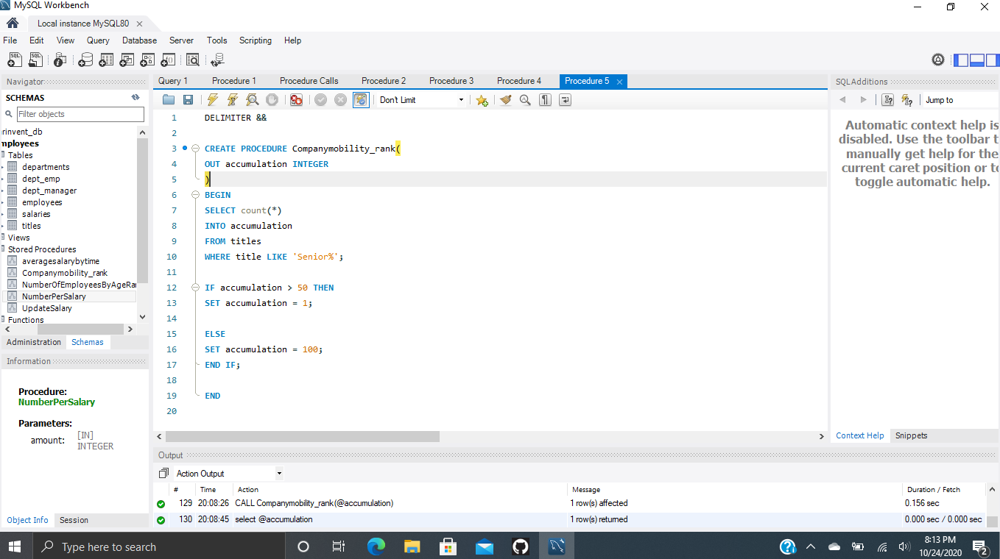 MySQL Workbench
Local instance MySQL80
File Edit View Query Database Server Tools Scripting Help
Navigator
SCHEMAS
Filter objects
rinvent_db
mployees
Tables
departments
dept_emp
dept_manager
employees
salaries
titles
Views
Stored Procedures
averagesalarybytime
Companymobility_rank
NumberOfEmployeesByAgeRa
NumberPerSalary
UpdateSalary
Functions
Administration Schemas
Information
Procedure:
NumberPerSalary
Parameters:
amount: [IN]
INTEGER
Object Info Session
Query 1 Procedure 1 Procedure Calls Procedure 2 Procedure 3 Procedure 4 Procedure 5
Don't Limit
1 DELIMITER &&
2
3 CREATE PROCEDURE Companymobility_rank(
4 OUT accumulation INTEGER
5 )
6 BEGIN
7 SELECT count(*)
8 INTO accumulation
9 FROM titles
10 WHERE title LIKE 'Senior%';
11
12 IF accumulation > 50 THEN
13 SET accumulation = 1;
14
15 ELSE
16 SET accumulation = 100;
17 END IF;
18
19 END
20
SQLAdditions
Jump to
Automatic context help is
disabled. Use the toolbar t
manually get help for the
current caret position or to
toggle automatic help.
Context Help Snippets
Output
Action Output
# Time Action Message Duration / Fetch
129 20:08:26 CALL Companymobility_rank(@accumulation) 1 row(s) affected 0.156 sec
130 20:08:45 select @accumulation 1 row(s) returned 0.000 sec / 0.000 sec
Type here to search
8:13 PM
10/24/2020
2